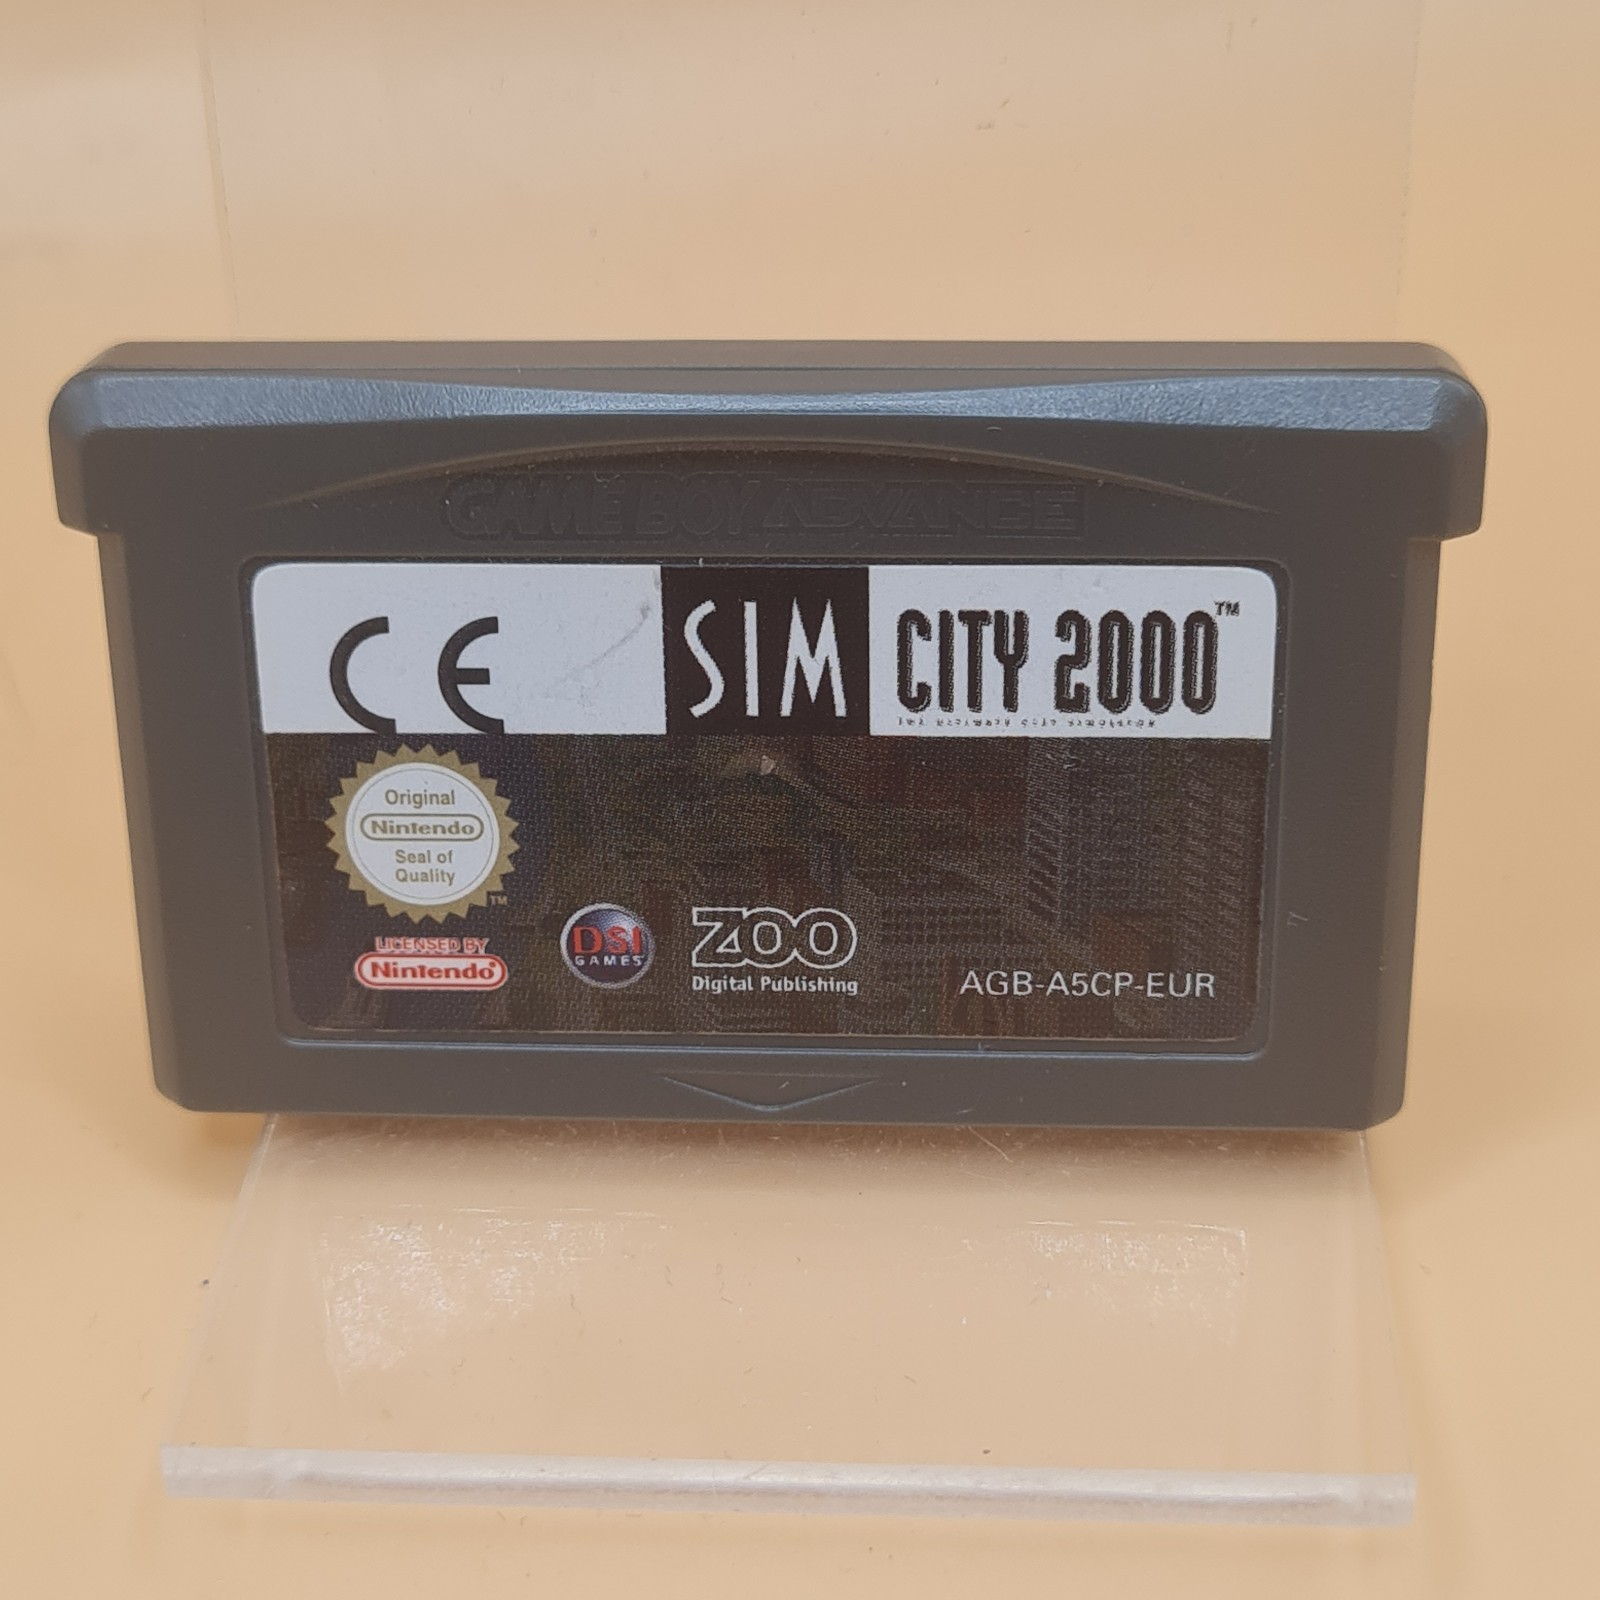 GAME BOY ADVANCE
CE
SIM
CITY 2000™
Original
Nintendo
Seal of
Quality
TM
LICENSED BY
Nintendo®
DSI
GAMES
ZOO
Digital Publishing
AGB-A5CP-EUR